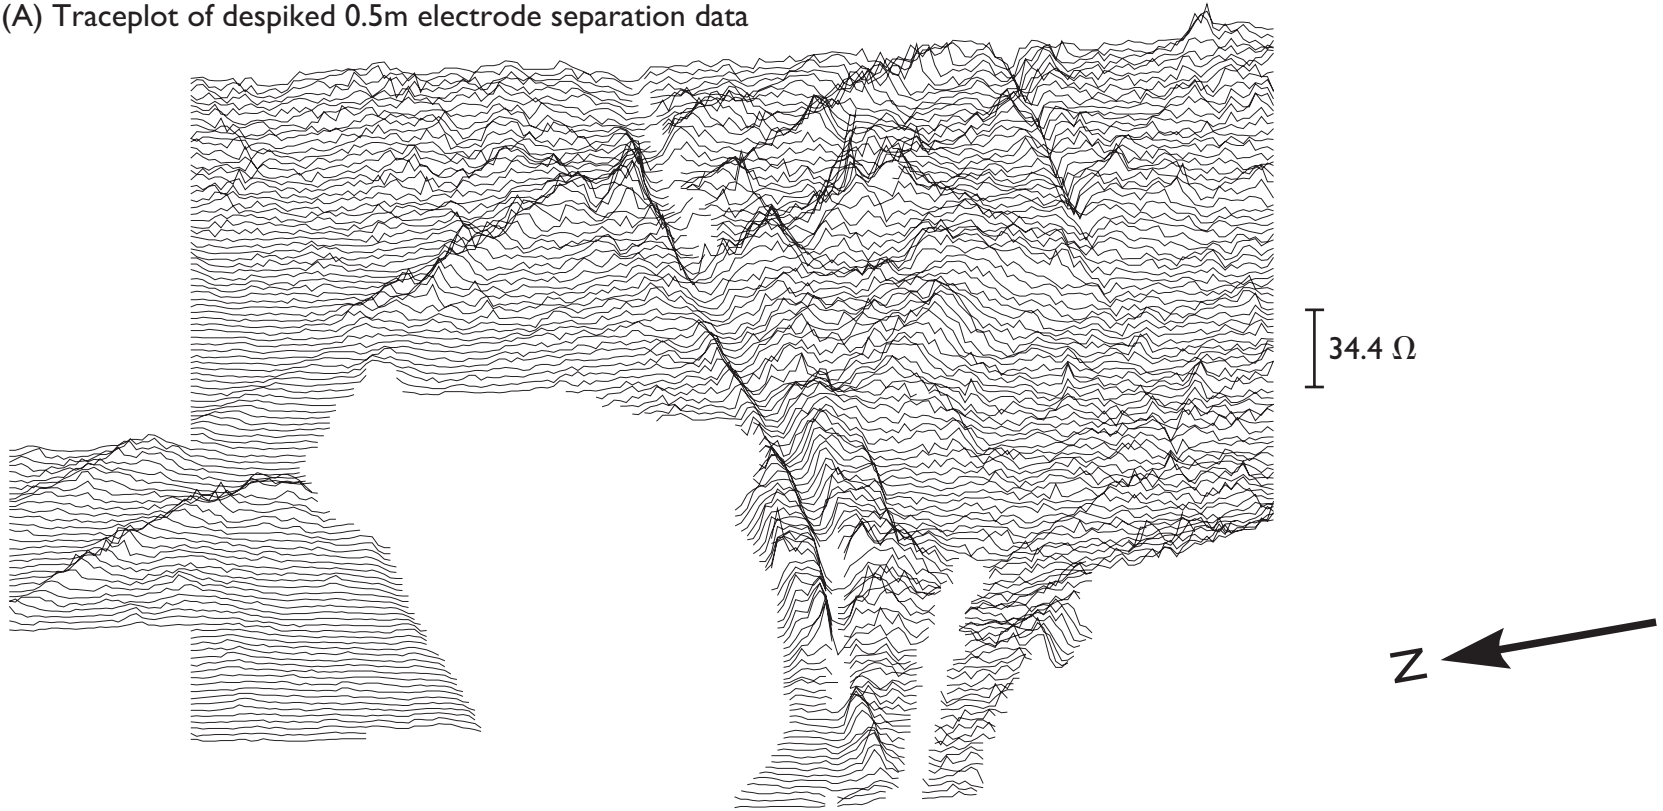 (A) Traceplot of despiked 0.5m electrode separation data
34.4 Ω
N